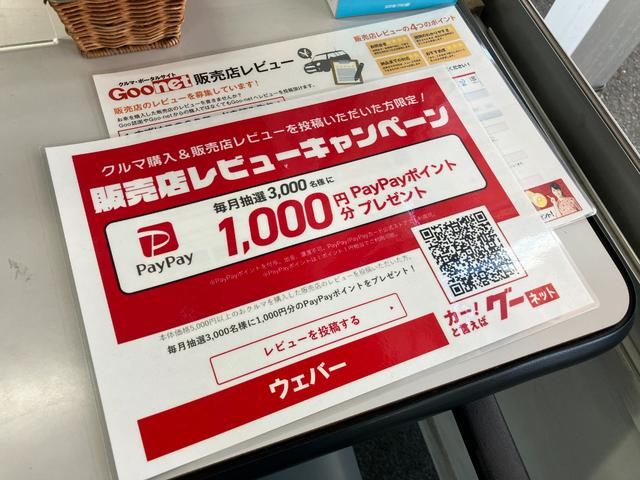 クルマ・ポータルサイト
Goonet 販売店レビュー
販売店のレビューを募集しています!
販売店レビューの4つのポイント
クルマ購入&販売店レビューを投稿いただいた方限定!
販売店レビューキャンペーン
PayPay
毎月抽選3,000名様に
1,000円分 PayPayポイントプレゼント
本体価格5,000円以上のおクルマを購入した販売店のレビューを投稿いただいた方、
毎月抽選3,000名様に1,000円分のPayPayポイントをプレゼント!
レビューを投稿する
カー!と言えばグーネット
ウェバー